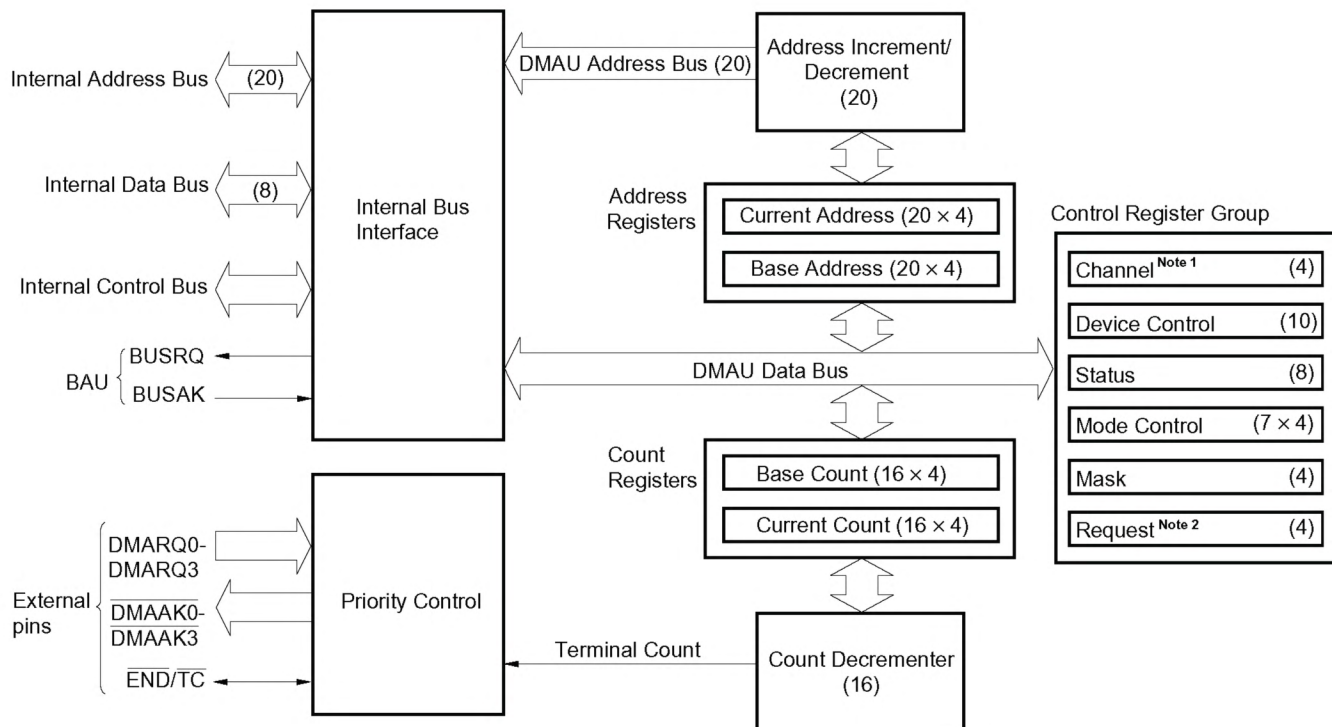 Internal Address Bus
(20)
Internal Data Bus
(8)
Internal Control Bus
BAU
BUSRQ
BUSAK
Internal Bus
Interface
DMAU Address Bus (20)
Address Increment/
Decrement
(20)
Address
Registers
Current Address (20 × 4)
Base Address (20 × 4)
DMAU Data Bus
Control Register Group
Channel Note 1 (4)
Device Control (10)
Status (8)
Mode Control (7 × 4)
Mask (4)
Request Note 2 (4)
Count
Registers
Base Count (16 × 4)
Current Count (16 × 4)
External
pins
DMARQ0-
DMARQ3
DMAAK0-
DMAAK3
END/TC
Priority Control
Terminal Count
Count Decrementer
(16)